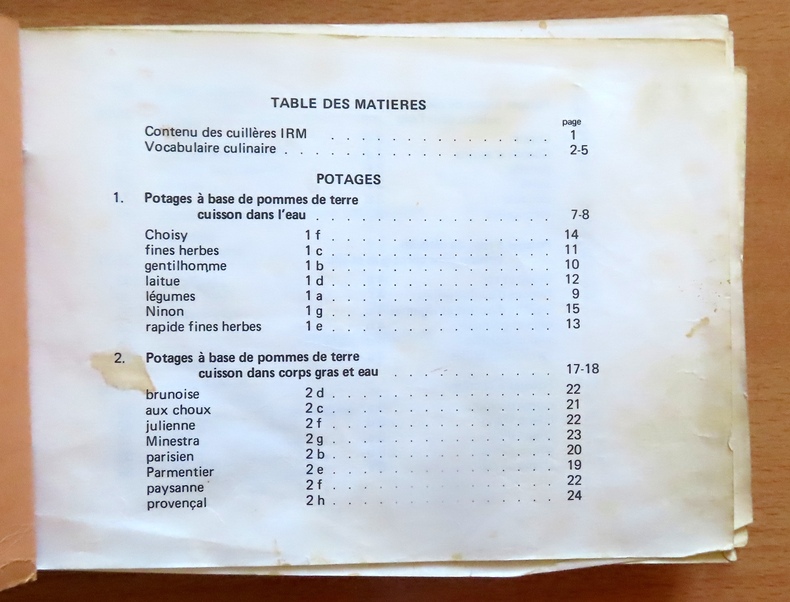 TABLE DES MATIERES
page
Contenu des cuillères IRM . . . . . . . . . . . . . . 1
Vocabulaire culinaire . . . . . . . . . . . . . . . . 2-5
POTAGES
1. Potages à base de pommes de terre
cuisson dans l'eau . . . . . . . . . . . . . . . 7-8
Choisy 1 f . . . . . . . . . . . . . . 14
fines herbes 1 c . . . . . . . . . . . . . . 11
gentilhomme 1 b . . . . . . . . . . . . . . 10
laitue 1 d . . . . . . . . . . . . . . 12
légumes 1 a . . . . . . . . . . . . . . 9
Ninon 1 g . . . . . . . . . . . . . . 15
rapide fines herbes 1 e . . . . . . . . . . . . . . 13
2. Potages à base de pommes de terre
cuisson dans corps gras et eau . . . . . . . . . . 17-18
brunoise 2 d . . . . . . . . . . . . . . 22
aux choux 2 c . . . . . . . . . . . . . . 21
julienne 2 f . . . . . . . . . . . . . . 22
Minestra 2 g . . . . . . . . . . . . . . 23
parisien 2 b . . . . . . . . . . . . . . 20
Parmentier 2 e . . . . . . . . . . . . . . 19
paysanne 2 f . . . . . . . . . . . . . . 22
provençal 2 h . . . . . . . . . . . . . . 24